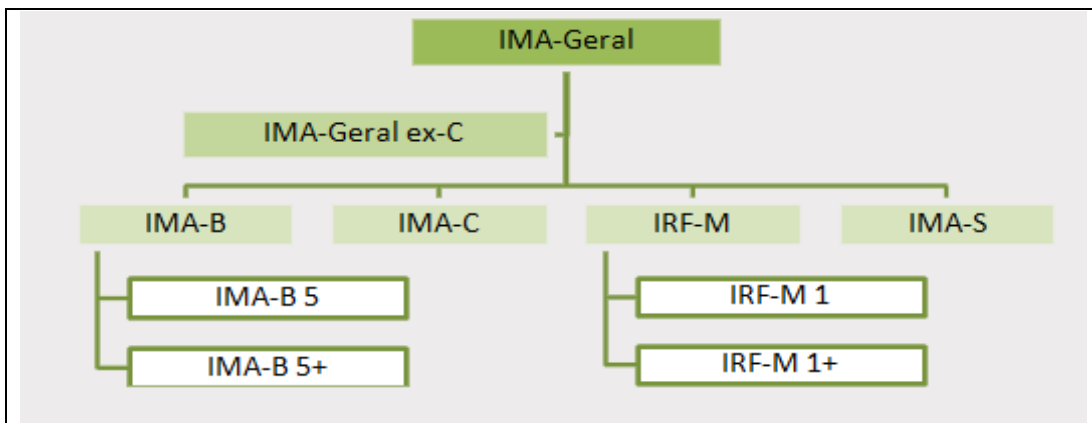 IMA-Geral
IMA-Geral ex-C
IMA-B
IMA-C
IRF-M
IMA-S
IMA-B 5
IRF-M 1
IMA-B 5+
IRF-M 1+